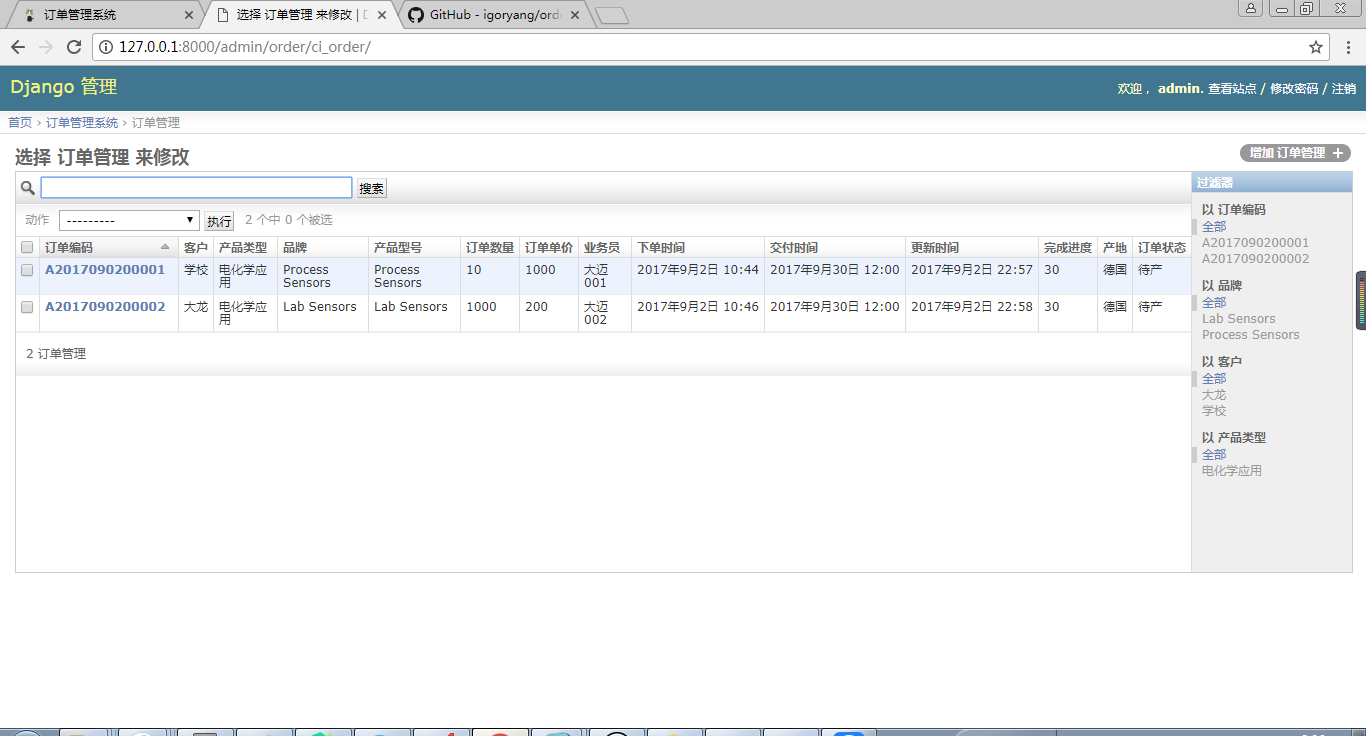 订单管理系统
选择 订单管理 来修改 | D
GitHub - igoryang/orde
127.0.0.1:8000/admin/order/ci_order/
Django 管理
欢迎， admin. 查看站点 / 修改密码 / 注销
首页 › 订单管理系统 › 订单管理
选择 订单管理 来修改
增加 订单管理 +
搜索
动作 --------- 执行 2 个中 0 个被选
订单编码 客户 产品类型 品牌 产品型号 订单数量 订单单价 业务员 下单时间 交付时间 更新时间 完成进度 产地 订单状态
A2017090200001 学校 电化学应用 Process Sensors Process Sensors 10 1000 大迈001 2017年9月2日 10:44 2017年9月30日 12:00 2017年9月2日 22:57 30 德国 待产
A2017090200002 大龙 电化学应用 Lab Sensors Lab Sensors 1000 200 大迈002 2017年9月2日 10:46 2017年9月30日 12:00 2017年9月2日 22:58 30 德国 待产
2 订单管理
过滤器
以 订单编码
全部
A2017090200001
A2017090200002
以 品牌
全部
Lab Sensors
Process Sensors
以 客户
全部
大龙
学校
以 产品类型
全部
电化学应用